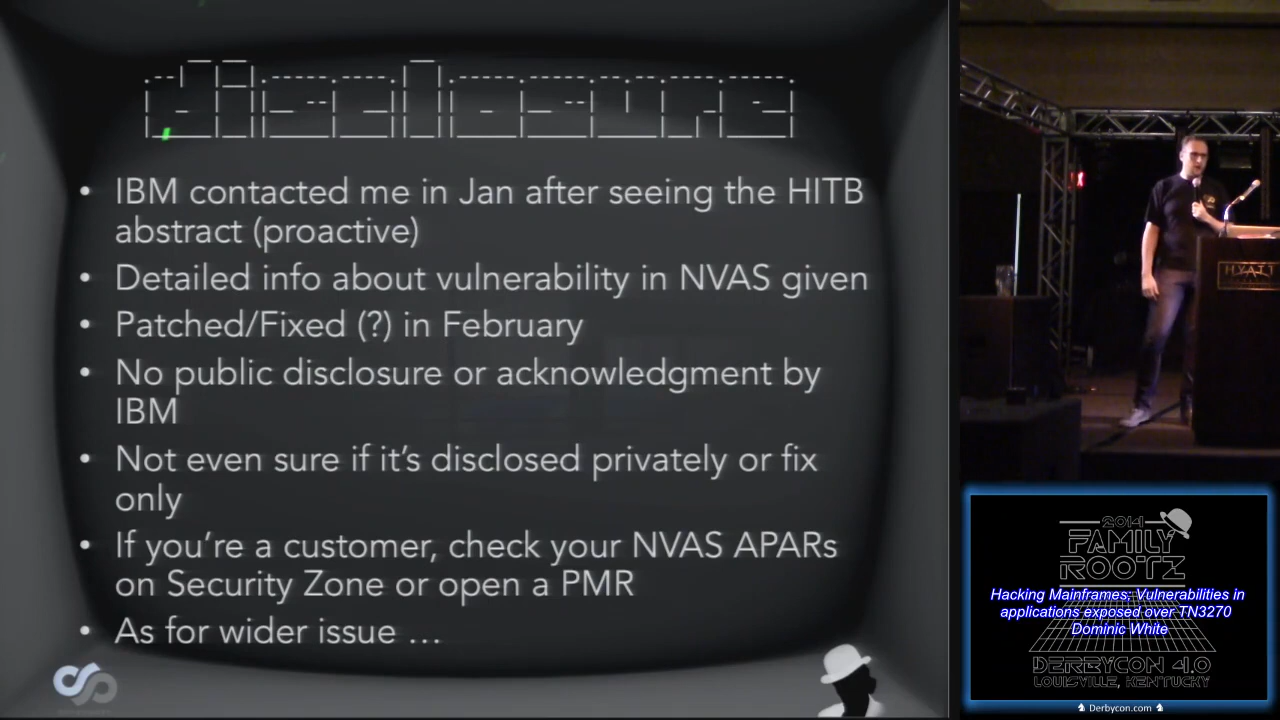 disclosure
• IBM contacted me in Jan after seeing the HITB
abstract (proactive)
• Detailed info about vulnerability in NVAS given
• Patched/Fixed (?) in February
• No public disclosure or acknowledgment by
IBM
• Not even sure if it’s disclosed privately or fix
only
• If you’re a customer, check your NVAS APARs
on Security Zone or open a PMR
• As for wider issue …
HYATT
2014
FAMILY
ROOTZ
Hacking Mainframes; Vulnerabilities in
applications exposed over TN3270
Dominic White
DERBYCON 4.0
LOUISVILLE, KENTUCKY
Derbycon.com